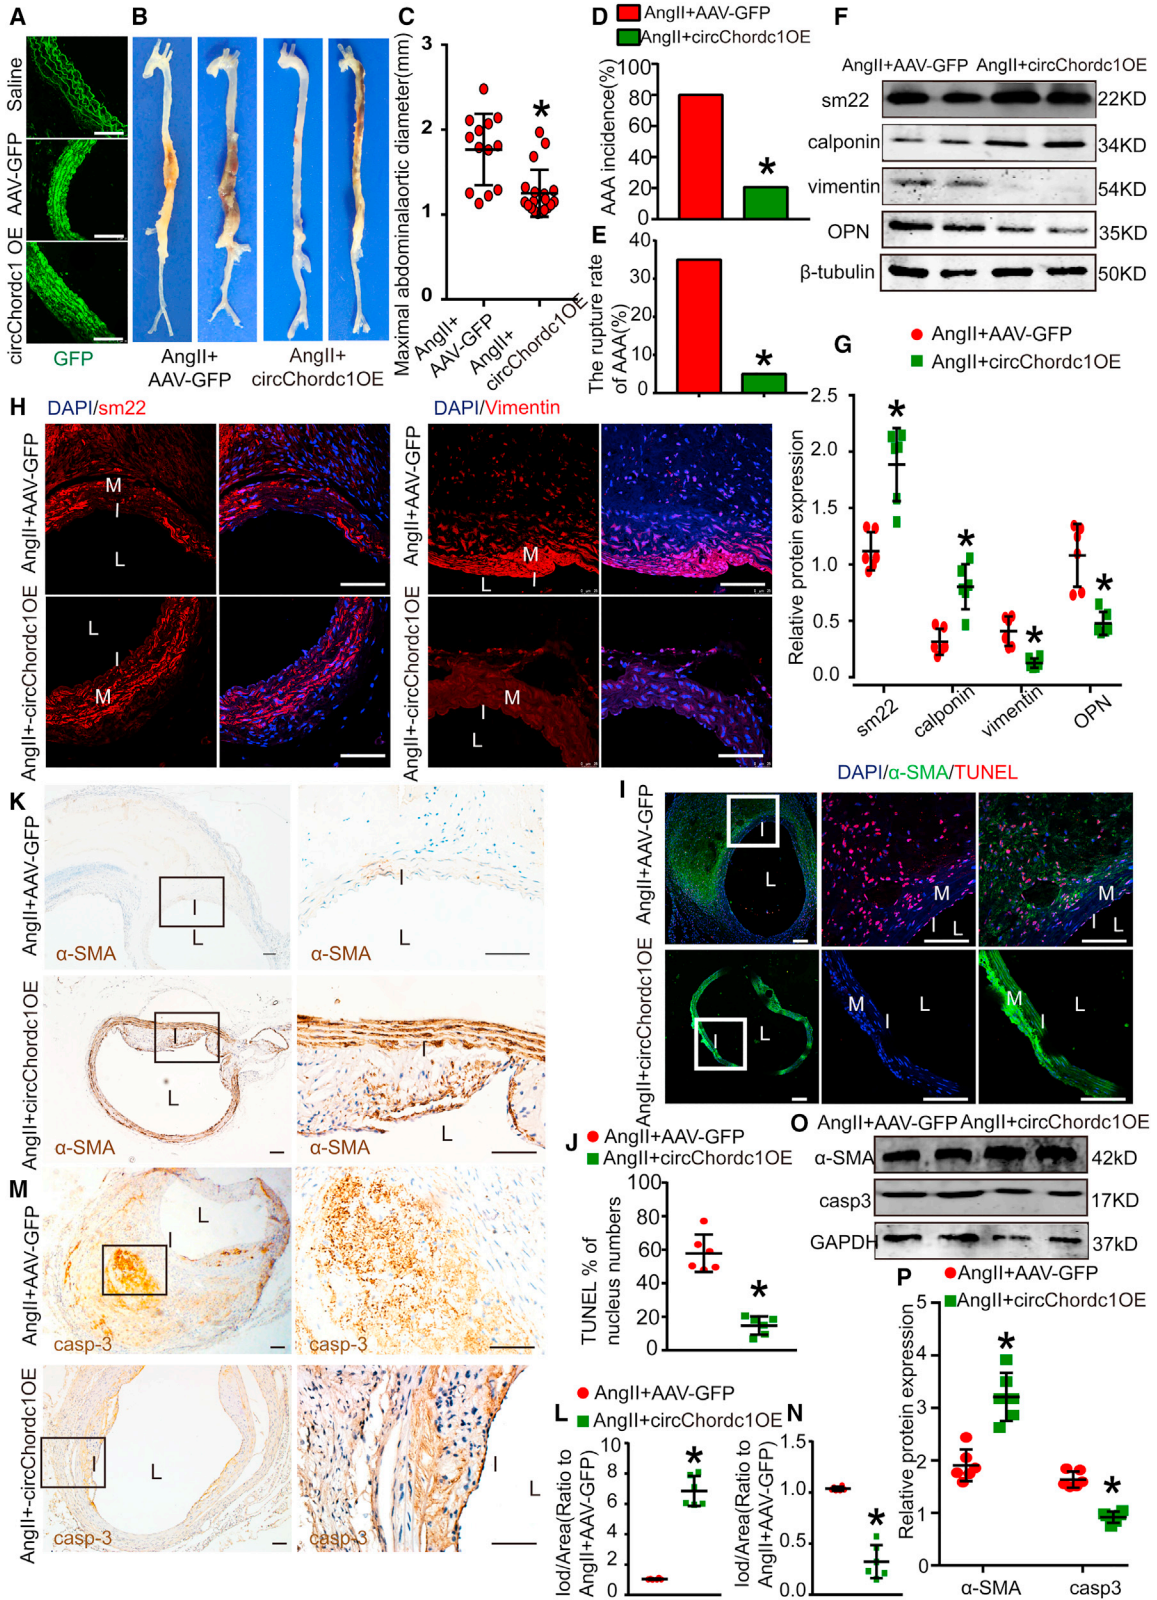 A
Saline
AAV-GFP
circChordc1 OE
GFP
B
AngII+
AAV-GFP
AngII+
circChordc1OE
C
Maximal abdominalaortic diameter(mm)
3
2
1
0
*
AngII+
AAV-GFP
AngII+
circChordc1OE
D
AngII+AAV-GFP
AngII+circChordc1OE
AAA incidence(%)
100
80
60
40
20
0
*
E
The rupture rate
of AAA(%)
40
30
20
10
0
*
F
AngII+AAV-GFP AngII+circChordc1OE
sm22 22KD
calponin 34KD
vimentin 54KD
OPN 35KD
β-tubulin 50KD
G
AngII+AAV-GFP
AngII+circChordc1OE
Relative protein expression
2.5
2.0
1.5
1.0
0.5
0.0
* * * *
sm22 calponin vimentin OPN
H
DAPI/sm22 DAPI/Vimentin
AngII+AAV-GFP
M
I
L
AngII+AAV-GFP
M
I
L
I
AngII+-circChordc1OE
L
I
M
AngII+-circChordc1OE
M
I
L
I
DAPI/α-SMA/TUNEL
AngII+AAV-GFP
I
L
M
I L
M
I L
AngII+circChordc1OE
I L
M L
I
M L
I
J
AngII+AAV-GFP
AngII+circChordc1OE
TUNEL % of
nucleus numbers
100
80
60
40
20
0
*
K
AngII+AAV-GFP
I
L
α-SMA
I
L
AngII+circChordc1OE
I
L
α-SMA
I
L
L
AngII+AAV-GFP
AngII+circChordc1OE
Iod/Area(Ratio to
AngII+AAV-GFP)
10
8
6
4
2
0
*
M
AngII+AAV-GFP
L
I
casp-3
casp-3
AngII+-circChordc1OE
I L
casp-3
I
L
casp-3
N
Iod/Area(Ratio to
AngII+AAV-GFP)
1.5
1.0
0.5
0.0
*
O
AngII+AAV-GFP AngII+circChordc1OE
α-SMA 42kD
casp3 17KD
GAPDH 37kD
P
AngII+AAV-GFP
AngII+circChordc1OE
Relative protein expression
5
4
3
2
1
0
* *
α-SMA casp3